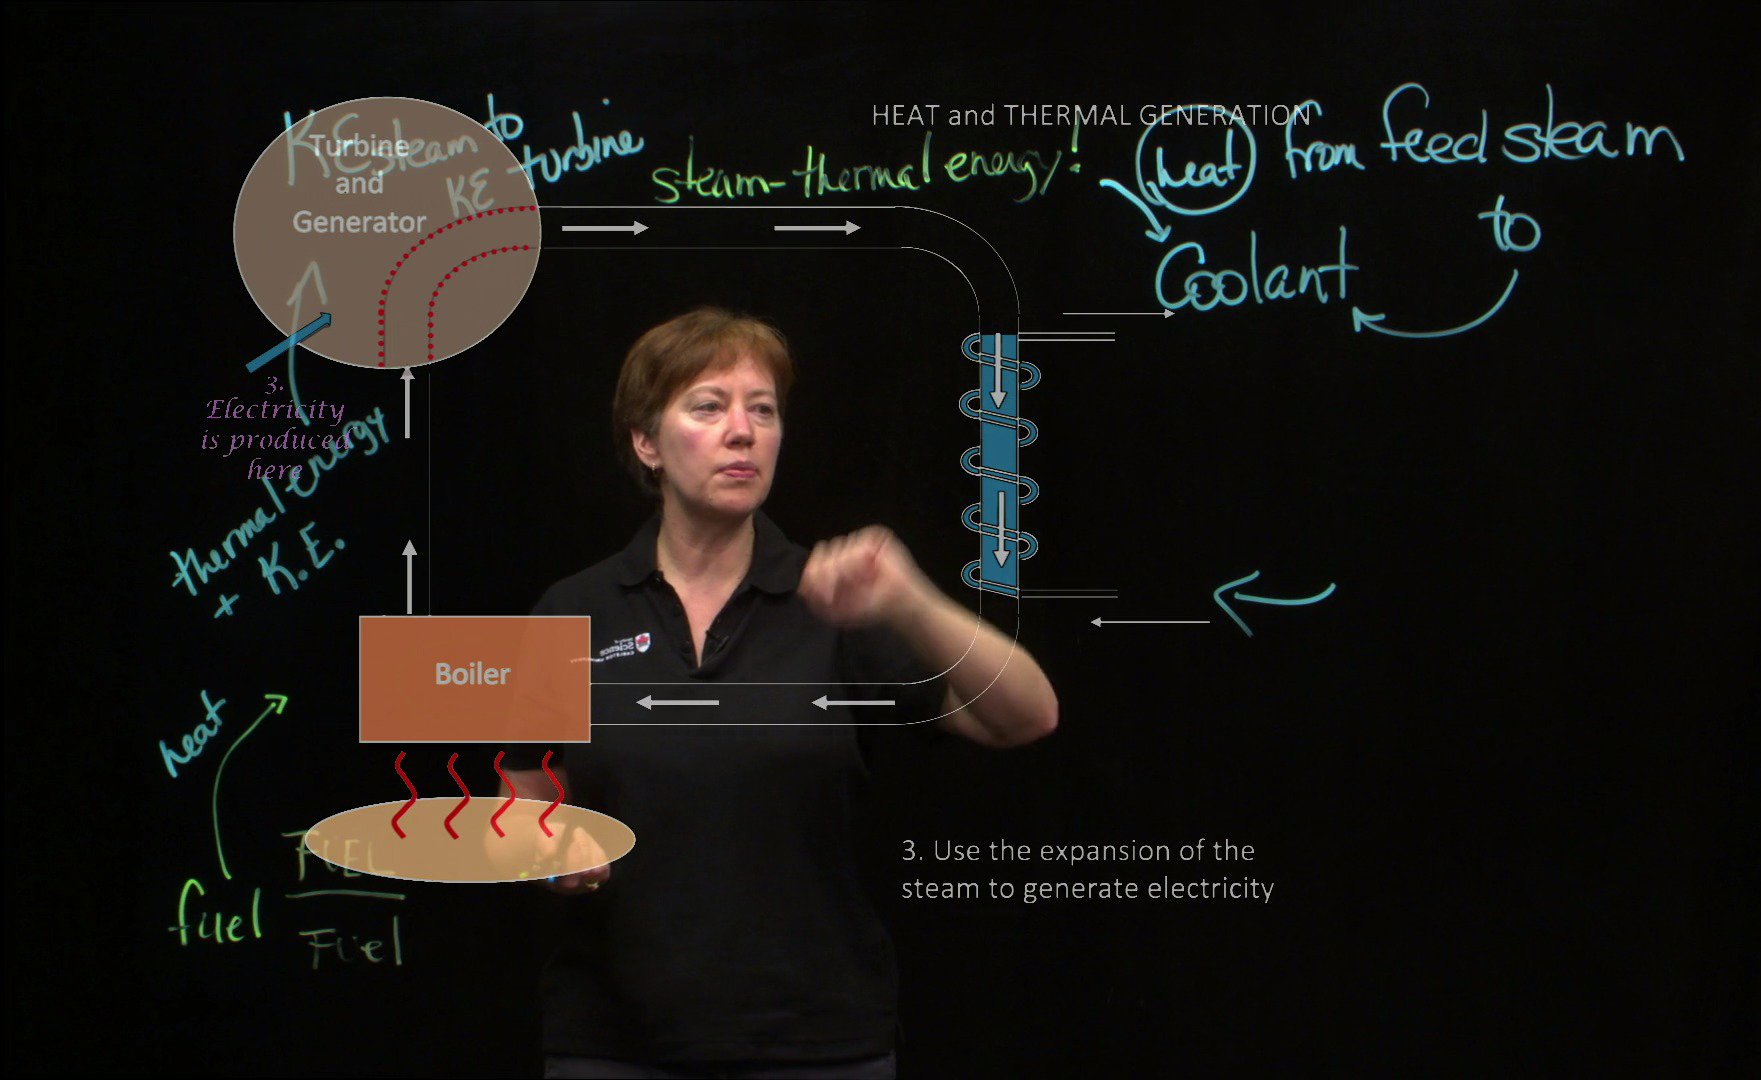 HEAT and THERMAL GENERATION
KE steam to
KE turbine
Turbine
and
Generator
steam-thermal energy!
heat from feed steam
to
Coolant
3.
Electricity
is produced
here
thermal energy
+ K.E.
Boiler
heat
FUEL
fuel
Fuel
3. Use the expansion of the
steam to generate electricity